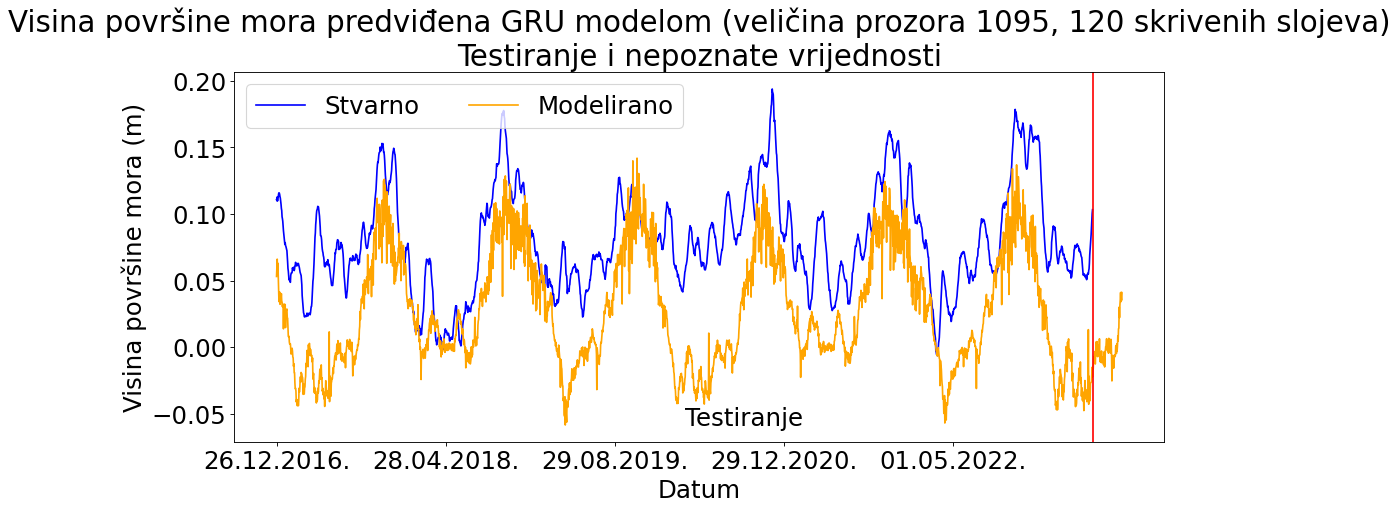 Visina površine mora predviđena GRU modelom (veličina prozora 1095, 120 skrivenih slojeva)
Testiranje i nepoznate vrijednosti
Stvarno
Modelirano
Visina površine mora (m)
0.20
0.15
0.10
0.05
0.00
−0.05
Testiranje
26.12.2016.
28.04.2018.
29.08.2019.
29.12.2020.
01.05.2022.
Datum